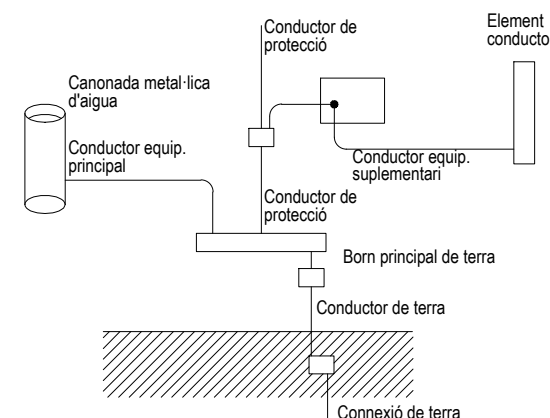 Conductor de
protecció
Element
conducto
Canonada metal·lica
d'aigua
Conductor equip.
principal
Conductor equip.
suplementari
Conductor de
protecció
Born principal de terra
Conductor de terra
Connexió de terra